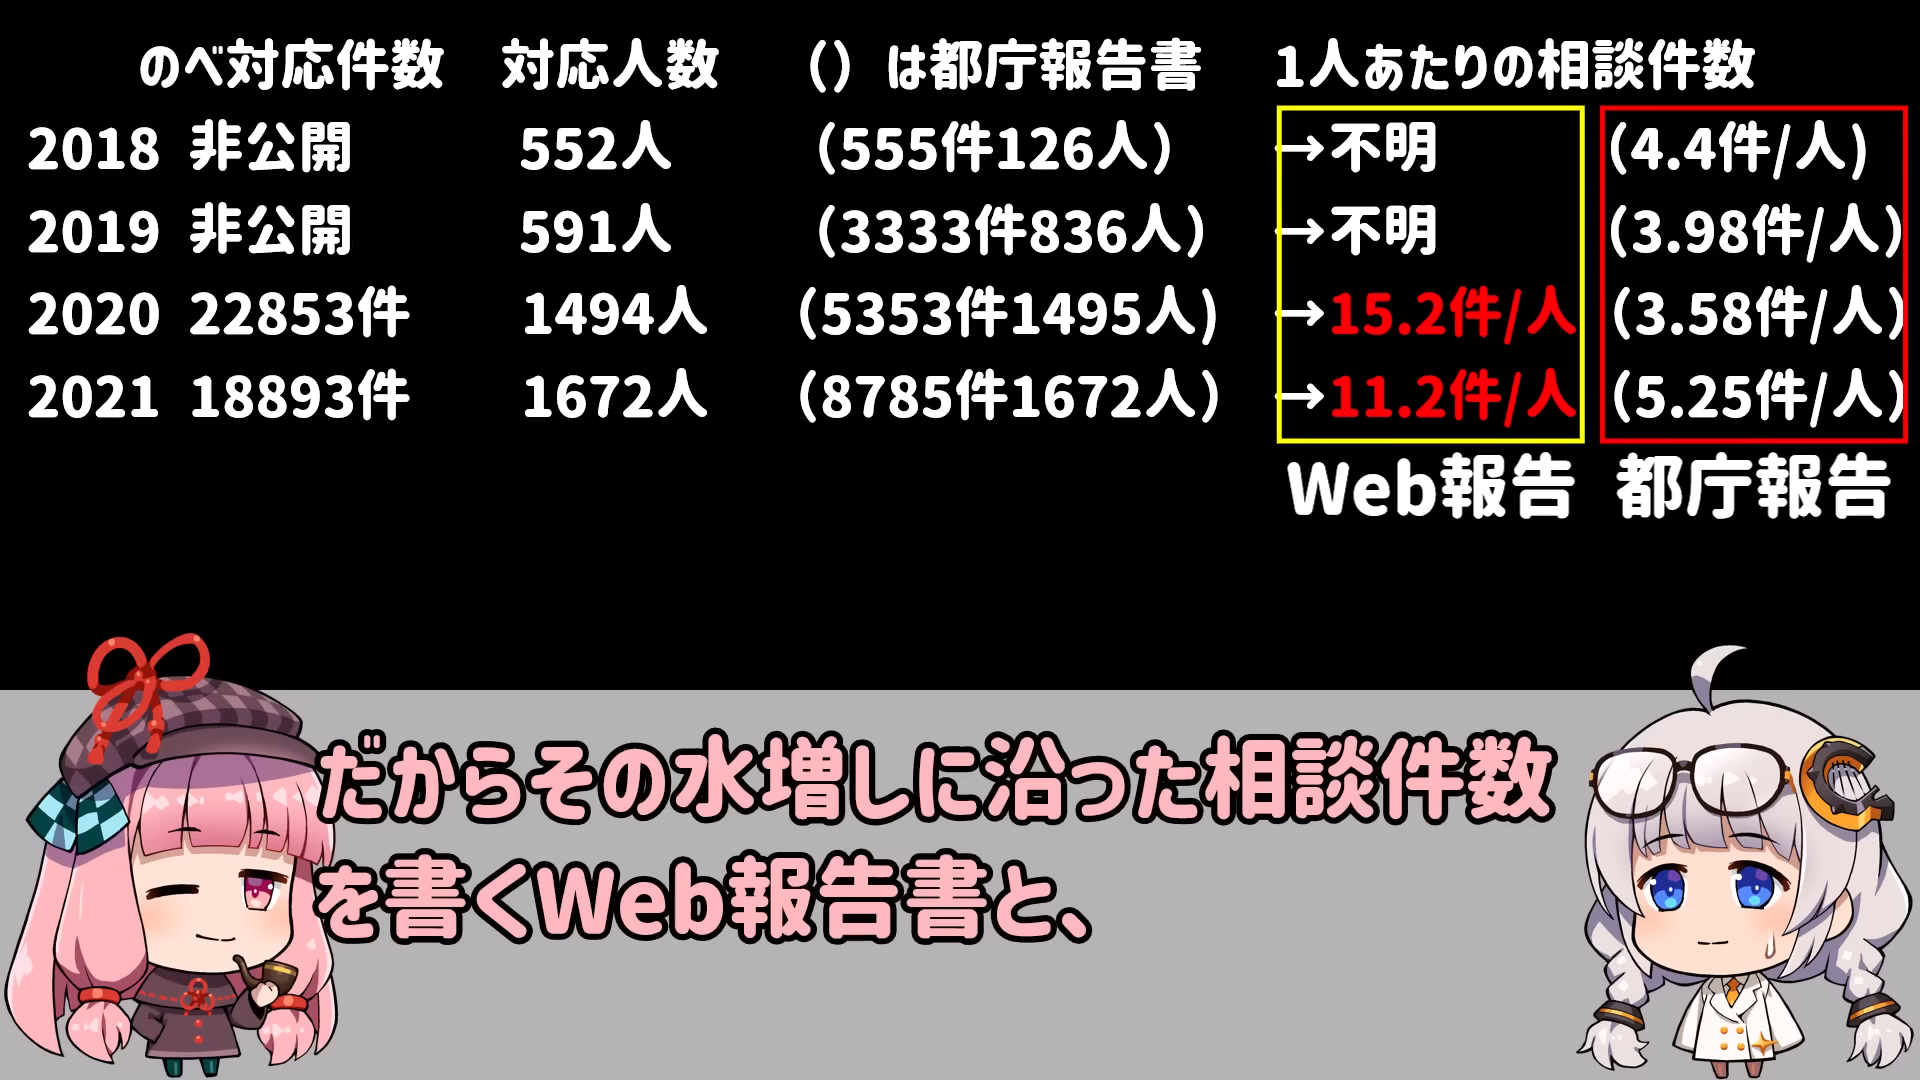 のべ対応件数 対応人数 （）は都庁報告書 1人あたりの相談件数
2018 非公開 552人 （555件126人） →不明 (4.4件/人)
2019 非公開 591人 （3333件836人） →不明 (3.98件/人)
2020 22853件 1494人 (5353件1495人) →15.2件/人 (3.58件/人)
2021 18893件 1672人 (8785件1672人） →11.2件/人 (5.25件/人)
Web報告 都庁報告
だからその水増しに沿った相談件数
を書くWeb報告書と、